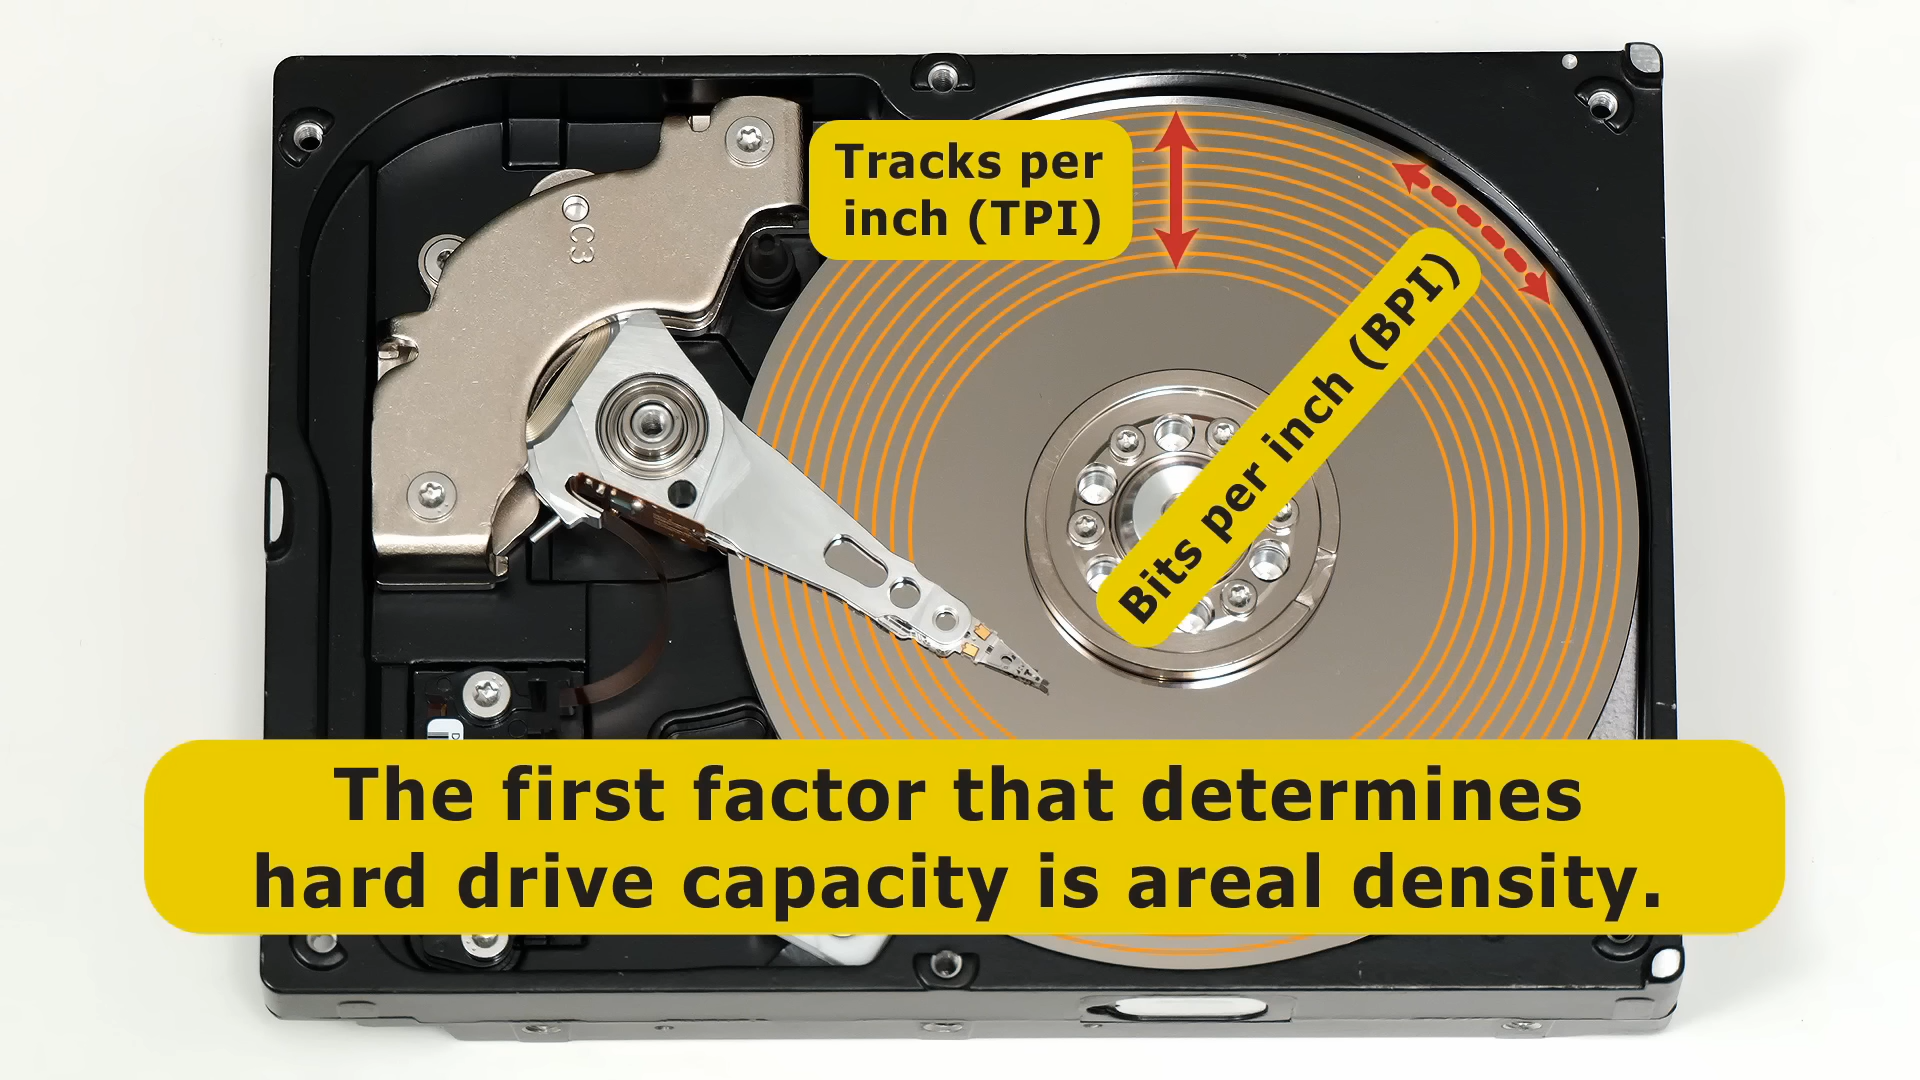 Tracks per
inch (TPI)
Bits per inch (BPI)
C3
The first factor that determines
hard drive capacity is areal density.